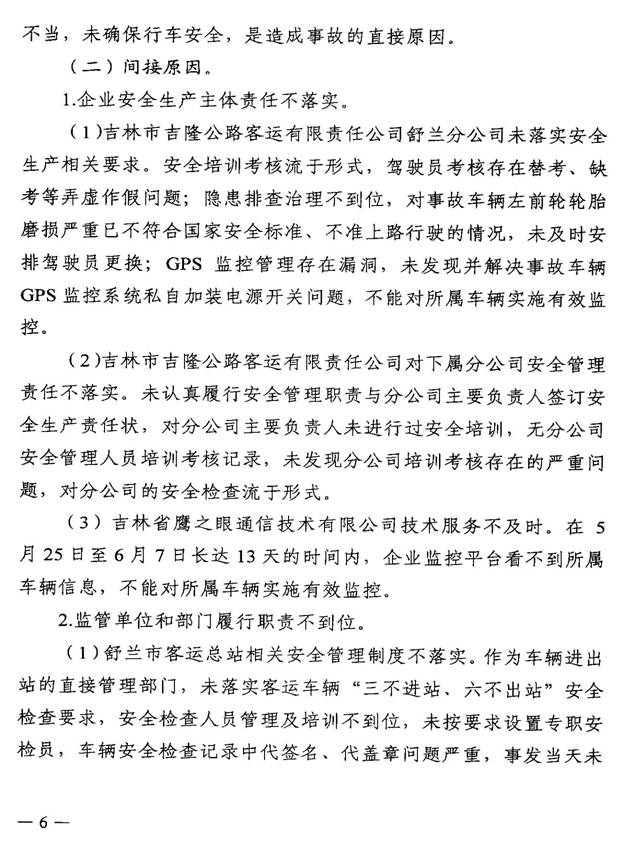 不当，未确保行车安全，是造成事故的直接原因。
（二）间接原因。
1.企业安全生产主体责任不落实。
（1）吉林市吉隆公路客运有限责任公司舒兰分公司未落实安全
生产相关要求。安全培训考核流于形式，驾驶员考核存在替考、缺
考等弄虚作假问题；隐患排查治理不到位，对事故车辆左前轮轮胎
磨损严重已不符合国家安全标准、不准上路行驶的情况，未及时安
排驾驶员更换；GPS 监控管理存在漏洞，未发现并解决事故车辆
GPS 监控系统私自加装电源开关问题，不能对所属车辆实施有效监
控。
（2）吉林市吉隆公路客运有限责任公司对下属分公司安全管理
责任不落实。未认真履行安全管理职责与分公司主要负责人签订安
全生产责任状，对分公司主要负责人未进行过安全培训，无分公司
安全管理人员培训考核记录，未发现分公司培训考核存在的严重问
题，对分公司的安全检查流于形式。
（3）吉林省鹰之眼通信技术有限公司技术服务不及时。在 5
月 25 日至 6 月 7 日长达 13 天的时间内，企业监控平台看不到所属
车辆信息，不能对所属车辆实施有效监控。
2.监管单位和部门履行职责不到位。
（1）舒兰市客运总站相关安全管理制度不落实。作为车辆进出
站的直接管理部门，未落实客运车辆“三不进站、六不出站”安全
检查要求，安全检查人员管理及培训不到位，未按要求设置专职安
检员，车辆安全检查记录中代签名、代盖章问题严重，事发当天未
— 6 —